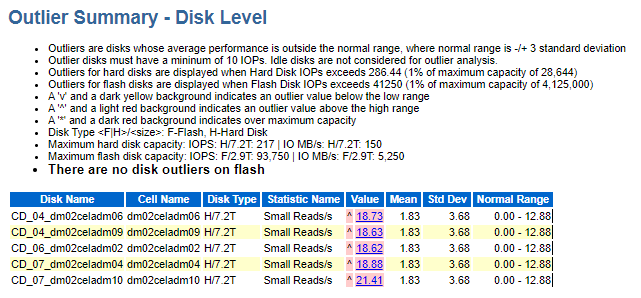 Outlier Summary - Disk Level
• Outliers are disks whose average performance is outside the normal range, where normal range is -/+ 3 standard deviation
• Outlier disks must have a mininum of 10 IOPs. Idle disks are not considered for outlier analysis.
• Outliers for hard disks are displayed when Hard Disk IOPs exceeds 286.44 (1% of maximum capacity of 28,644)
• Outliers for flash disks are displayed when Flash Disk IOPs exceeds 41250 (1% of maximum capacity of 4,125,000)
• A 'v' and a dark yellow background indicates an outlier value below the low range
• A '^' and a light red background indicates an outlier value above the high range
• A '*' and a dark red background indicates over maximum capacity
• Disk Type <F|H>/<size>: F-Flash, H-Hard Disk
• Maximum hard disk capacity: IOPS: H/7.2T: 217 | IO MB/s: H/7.2T: 150
• Maximum flash disk capacity: IOPS: F/2.9T: 93,750 | IO MB/s: F/2.9T: 5,250
• There are no disk outliers on flash
Disk Name Cell Name Disk Type Statistic Name Value Mean Std Dev Normal Range
CD_04_dm02celadm06 dm02celadm06 H/7.2T Small Reads/s ^ 18.73 1.83 3.68 0.00 - 12.88
CD_04_dm02celadm09 dm02celadm09 H/7.2T Small Reads/s ^ 18.63 1.83 3.68 0.00 - 12.88
CD_06_dm02celadm02 dm02celadm02 H/7.2T Small Reads/s ^ 18.62 1.83 3.68 0.00 - 12.88
CD_07_dm02celadm04 dm02celadm04 H/7.2T Small Reads/s ^ 18.88 1.83 3.68 0.00 - 12.88
CD_07_dm02celadm10 dm02celadm10 H/7.2T Small Reads/s ^ 21.41 1.83 3.68 0.00 - 12.88